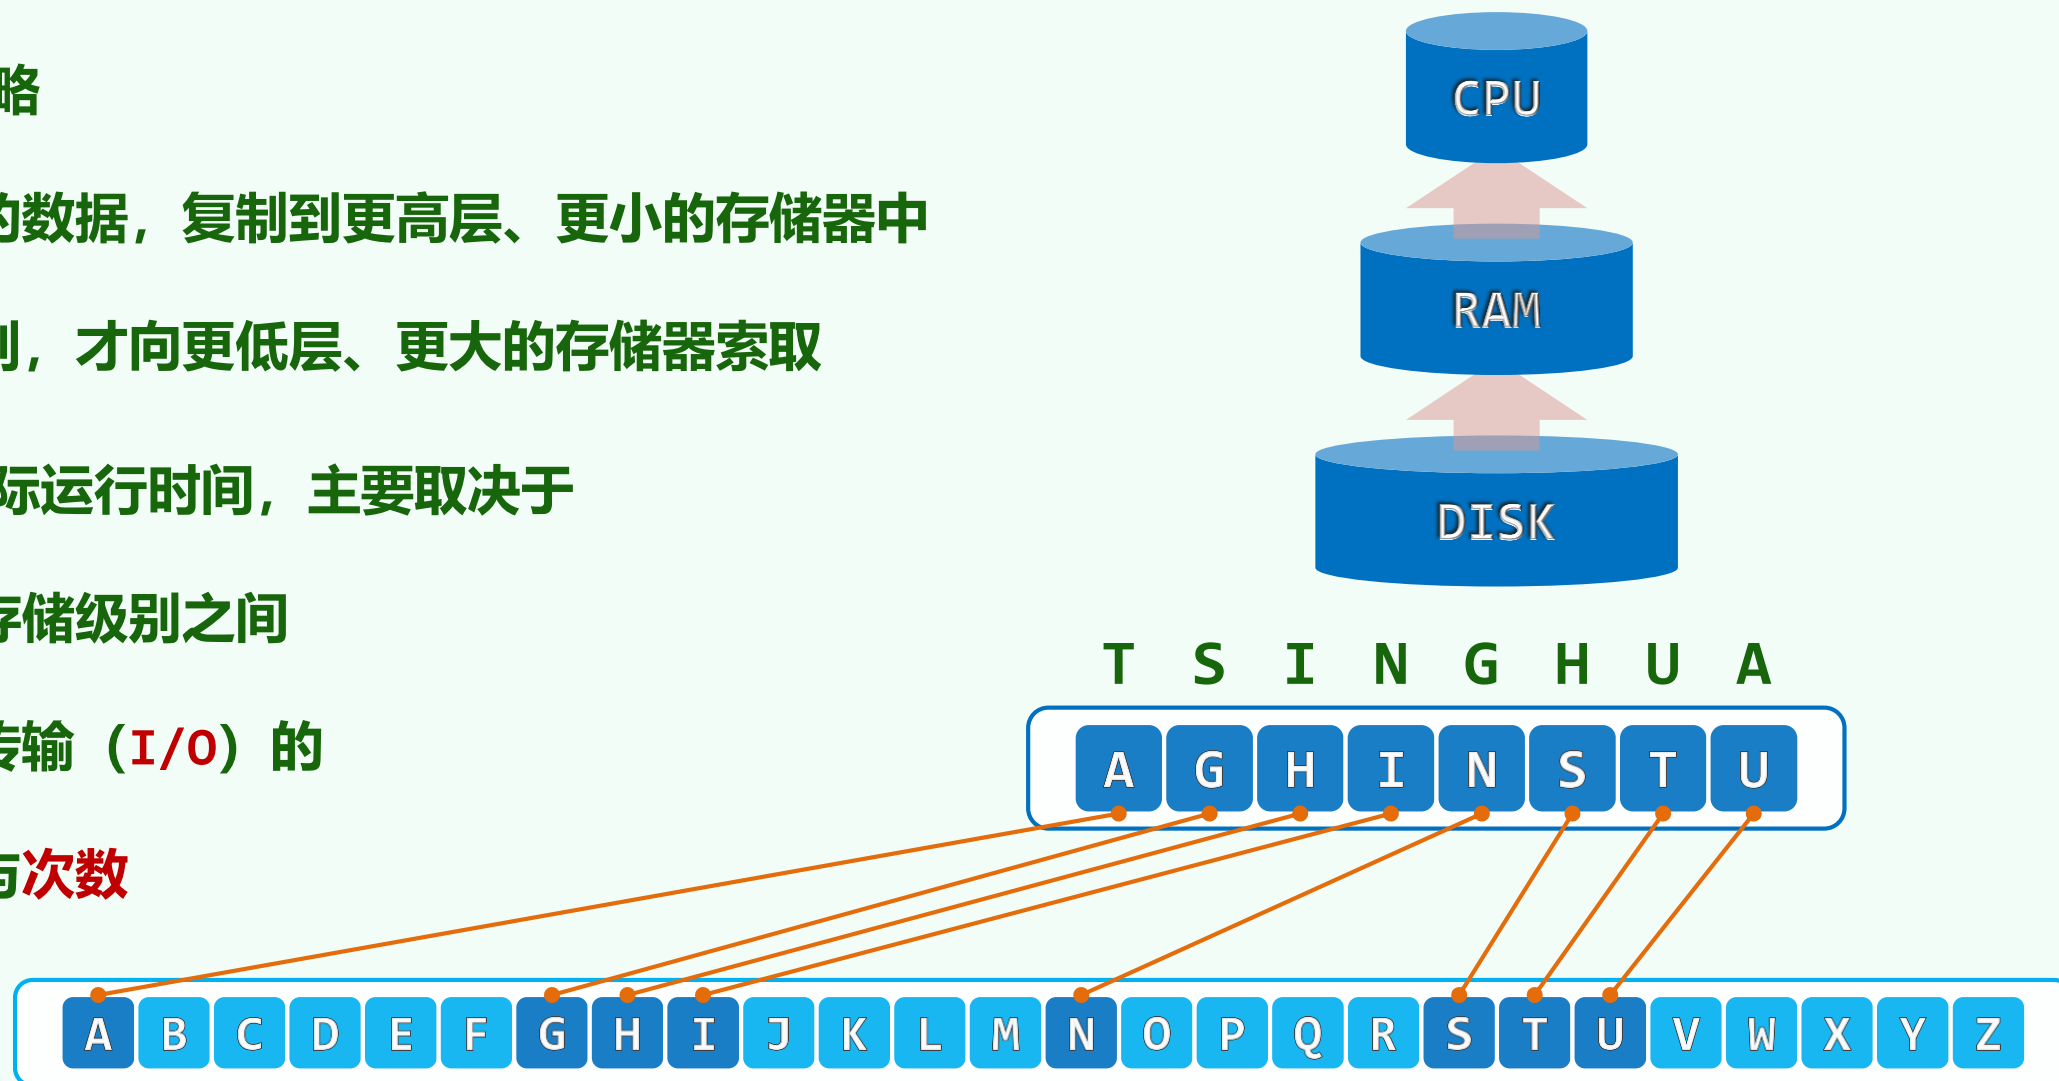 略
的数据，复制到更高层、更小的存储器中
，才向更低层、更大的存储器索取
际运行时间，主要取决于
存储级别之间
传输（I/O）的
与次数
CPU
RAM
DISK
T S I N G H U A
A G H I N S T U
A B C D E F G H I J K L M N O P Q R S T U V W X Y Z